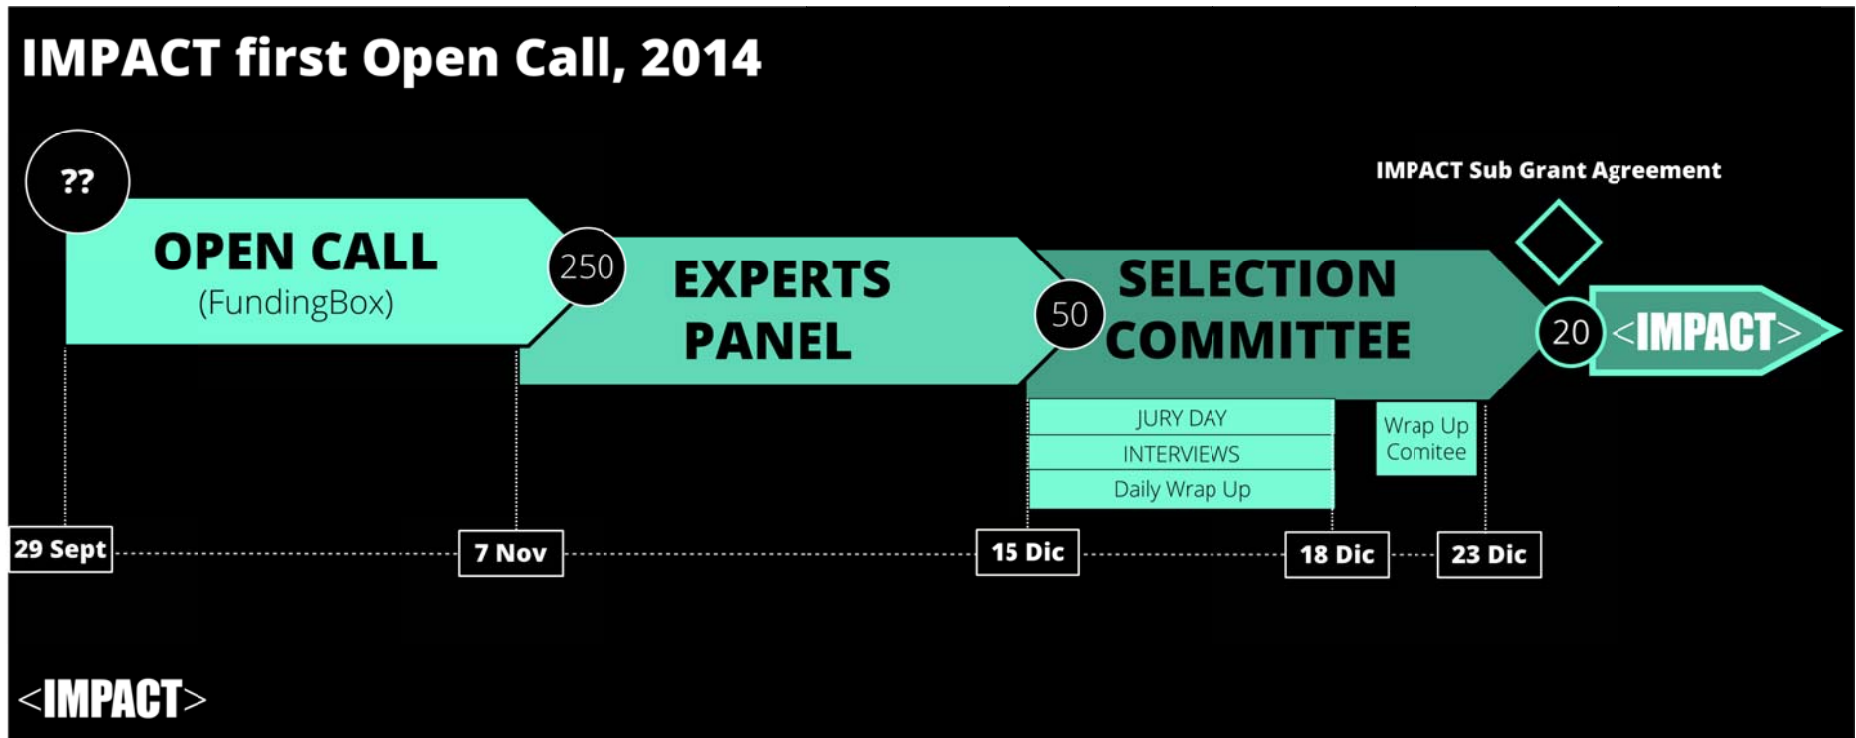 IMPACT first Open Call, 2014
??
IMPACT Sub Grant Agreement
OPEN CALL
(FundingBox)
250
EXPERTS
PANEL
50
SELECTION
COMMITTEE
20
<IMPACT>
JURY DAY
INTERVIEWS
Daily Wrap Up
Wrap Up
Comitee
29 Sept
7 Nov
15 Dic
18 Dic
23 Dic
<IMPACT>